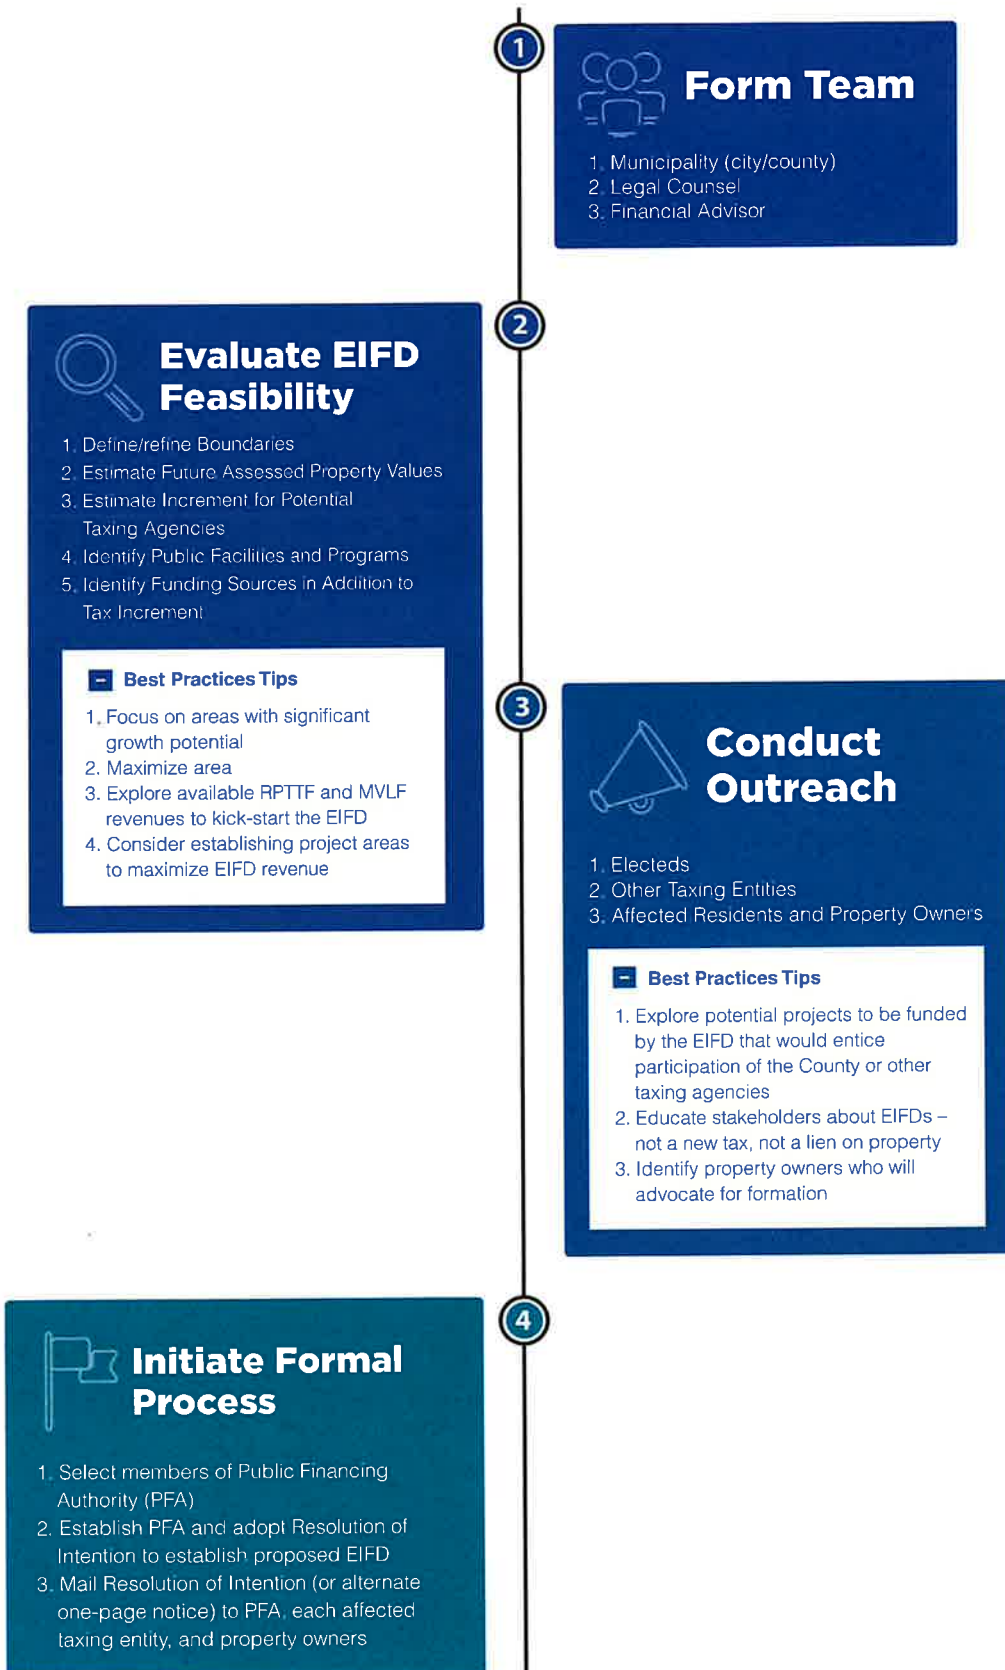 1
Form Team
1. Municipality (city/county)
2. Legal Counsel
3. Financial Advisor
2
Evaluate EIFD
Feasibility
1. Define/refine Boundaries
2. Estimate Future Assessed Property Values
3. Estimate Increment for Potential
Taxing Agencies
4. Identify Public Facilities and Programs
5. Identify Funding Sources in Addition to
Tax Increment
Best Practices Tips
1. Focus on areas with significant
growth potential
2. Maximize area
3. Explore available RPTTF and MVLF
revenues to kick-start the EIFD
4. Consider establishing project areas
to maximize EIFD revenue
3
Conduct
Outreach
1. Electeds
2. Other Taxing Entities
3. Affected Residents and Property Owners
Best Practices Tips
1. Explore potential projects to be funded
by the EIFD that would entice
participation of the County or other
taxing agencies
2. Educate stakeholders about EIFDs –
not a new tax, not a lien on property
3. Identify property owners who will
advocate for formation
4
Initiate Formal
Process
1. Select members of Public Financing
Authority (PFA)
2. Establish PFA and adopt Resolution of
Intention to establish proposed EIFD
3. Mail Resolution of Intention (or alternate
one-page notice) to PFA, each affected
taxing entity, and property owners